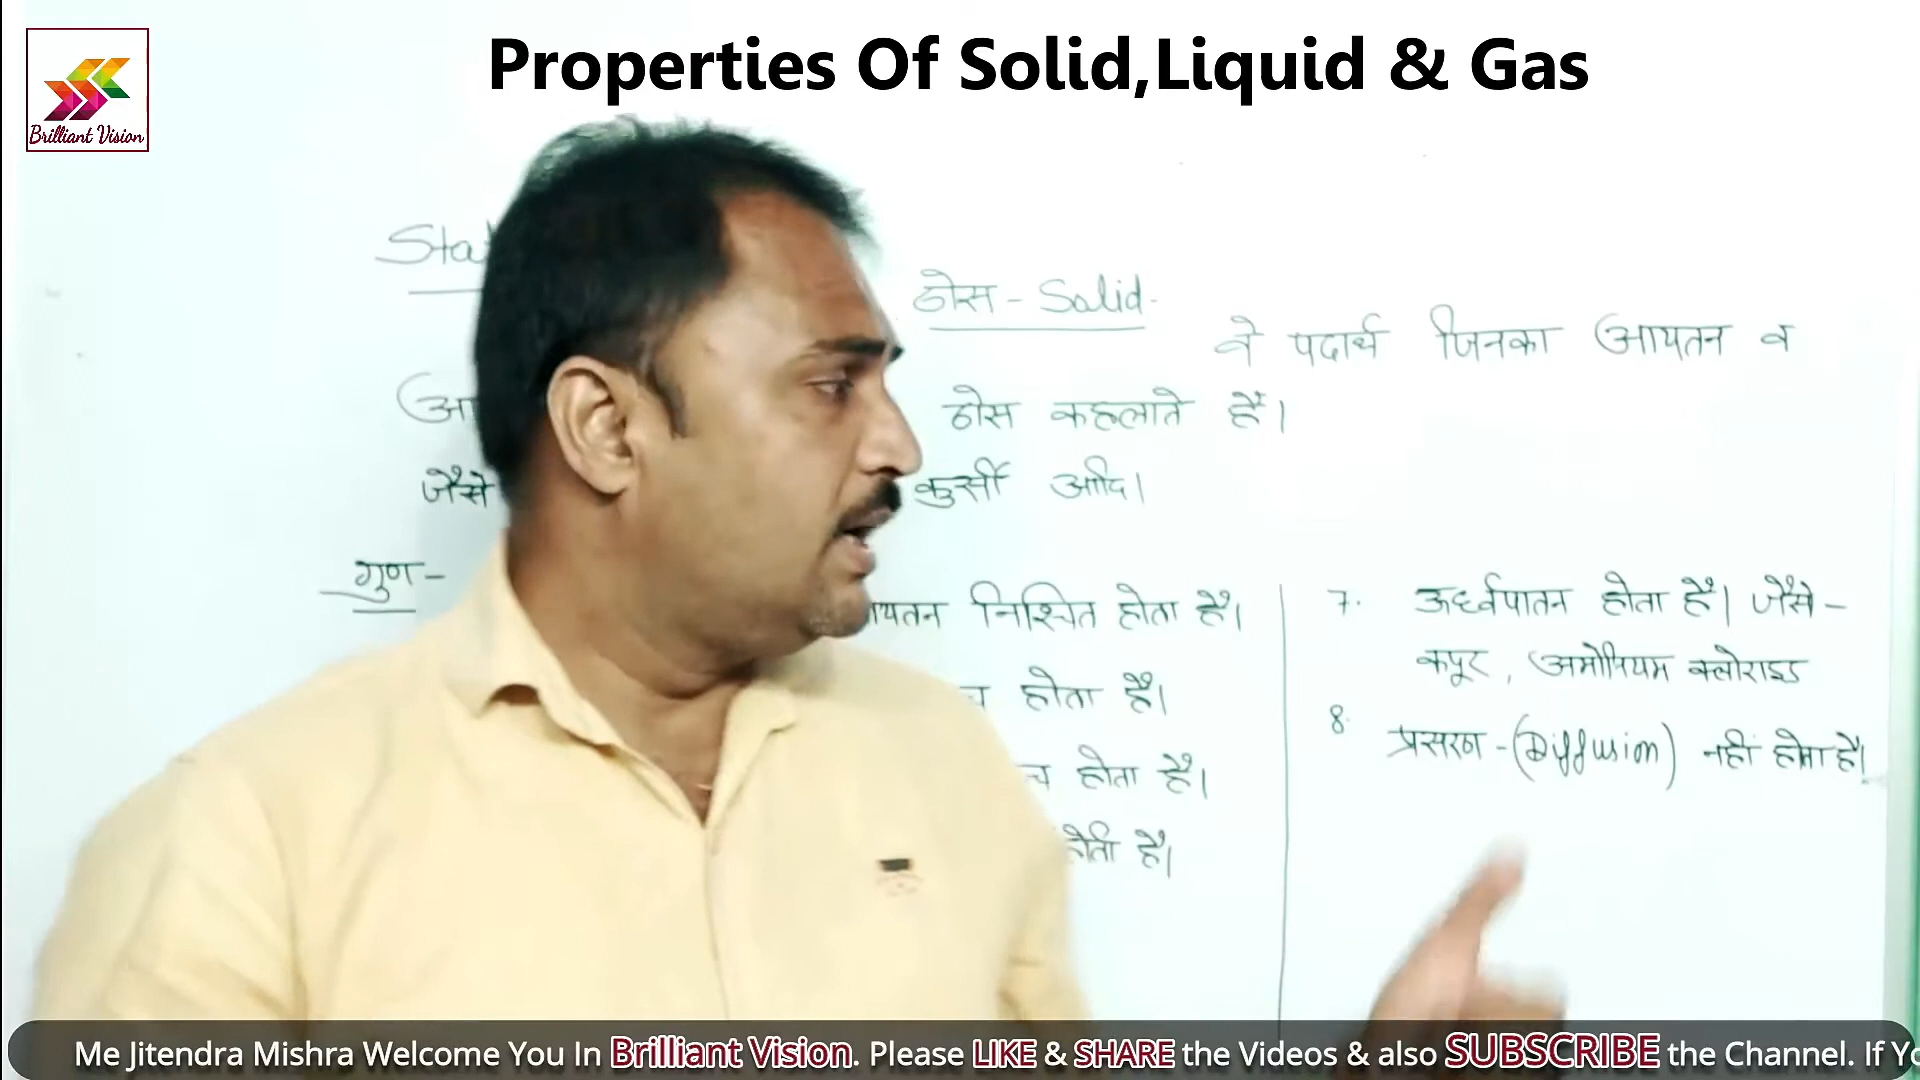 Properties Of Solid,Liquid & Gas
Brilliant Vision
Sta
ठोस - Solid-
वे पदार्थ जिनका आयतन व
आ ठोस कहलाते हैं।
जैसे कुर्सी आदि।
गुण-
यतन निश्चित होता है।
होता है।
च होता है।
होती है।
7. ऊर्ध्वपातन होता है। जैसे-
कपूर, अमोनियम क्लोराइड
8. प्रसरण-(Diffusion) नहीं होता है।
Me Jitendra Mishra Welcome You In Brilliant Vision. Please LIKE & SHARE the Videos & also SUBSCRIBE the Channel. If Yo